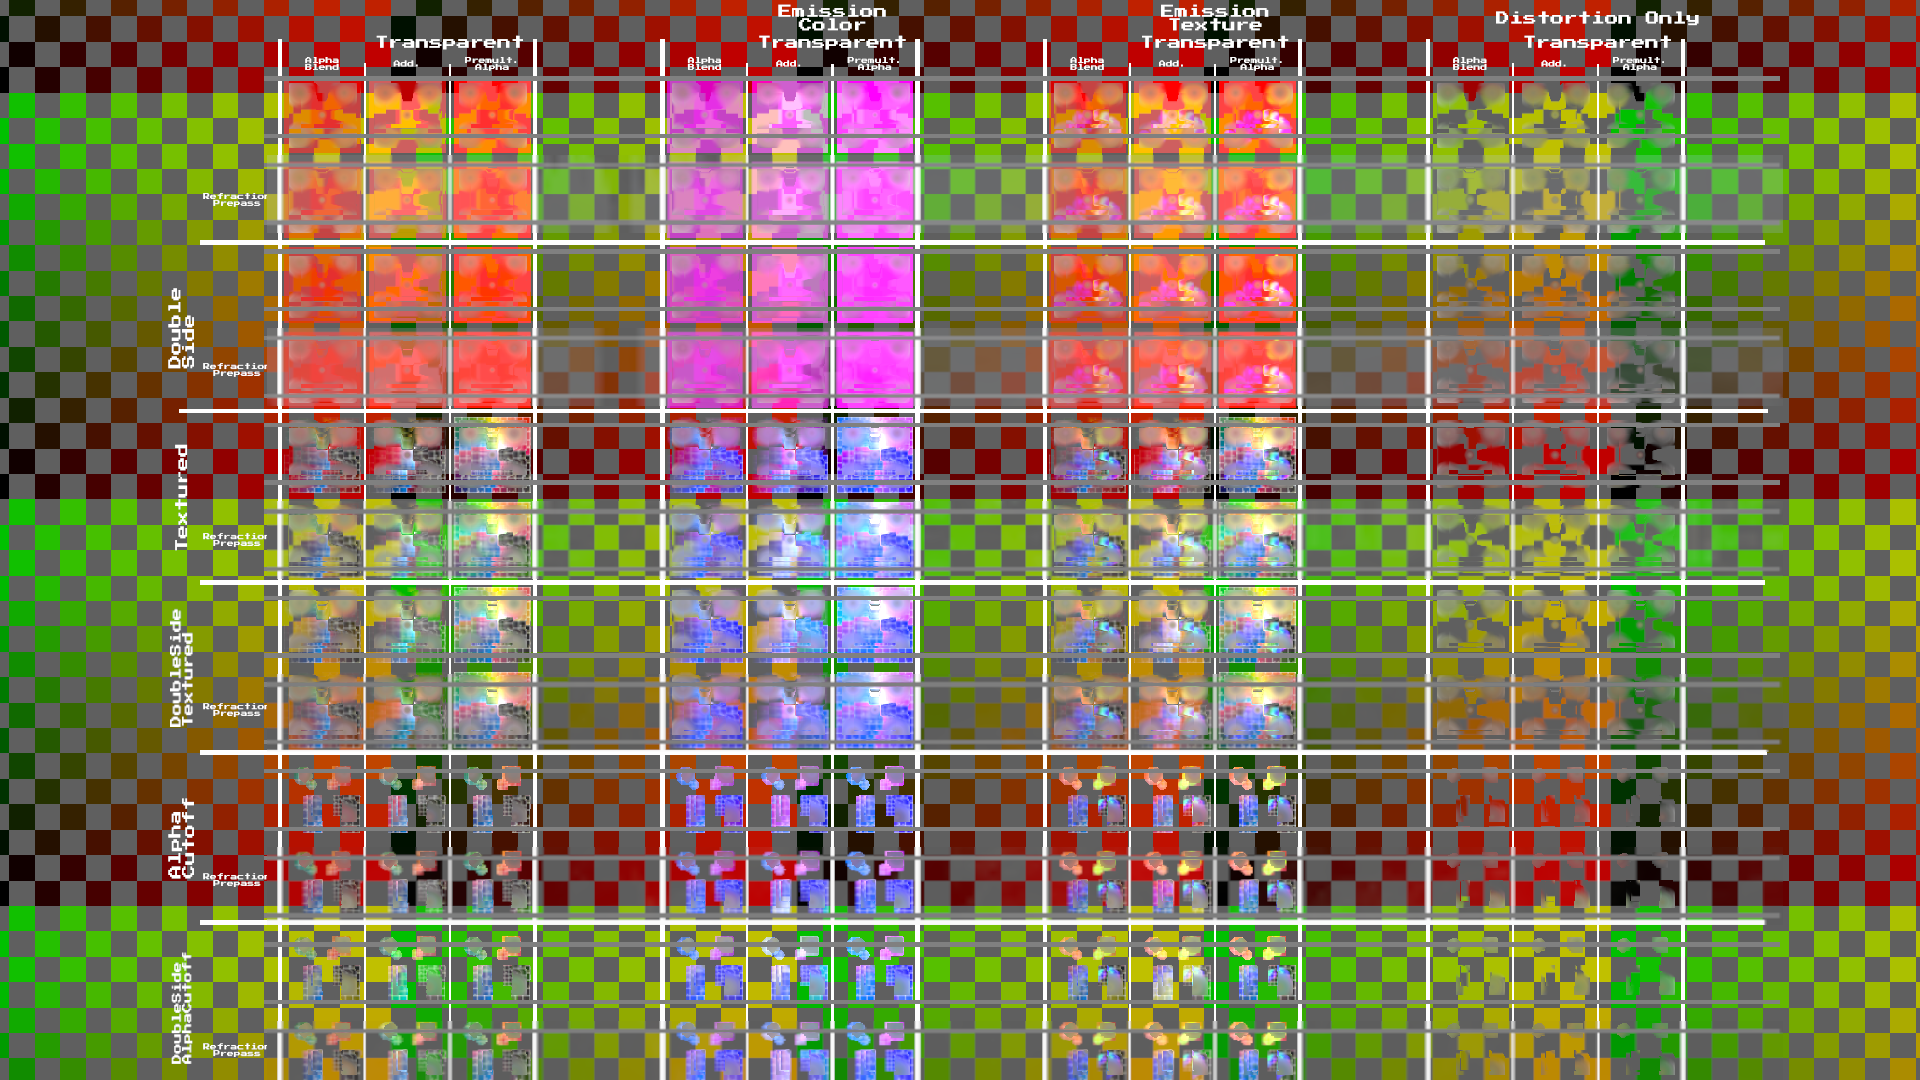 Emission
Color
Emission
Texture
Distortion Only
Transparent
Transparent
Transparent
Transparent
Alpha
Blend
Add.
Premult.
Alpha
Alpha
Blend
Add.
Premult.
Alpha
Alpha
Blend
Add.
Premult.
Alpha
Alpha
Blend
Add.
Premult.
Alpha
Refraction
Prepass
Double
Side
Refraction
Prepass
Textured
Refraction
Prepass
DoubleSide
Textured
Refraction
Prepass
Alpha
Cutoff
Refraction
Prepass
DoubleSide
AlphaCutoff
Refraction
Prepass